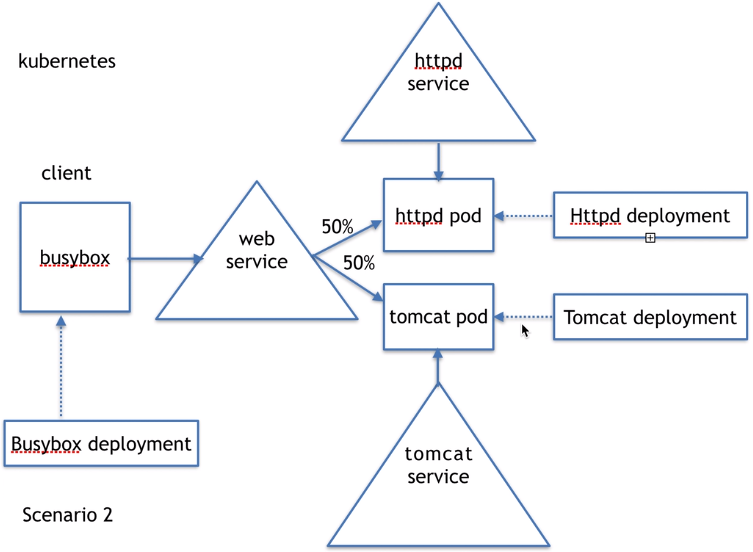 kubernetes
httpd
service
client
busybox
web
service
50%
50%
httpd pod
Httpd deployment
tomcat pod
Tomcat deployment
Busybox deployment
tomcat
service
Scenario 2